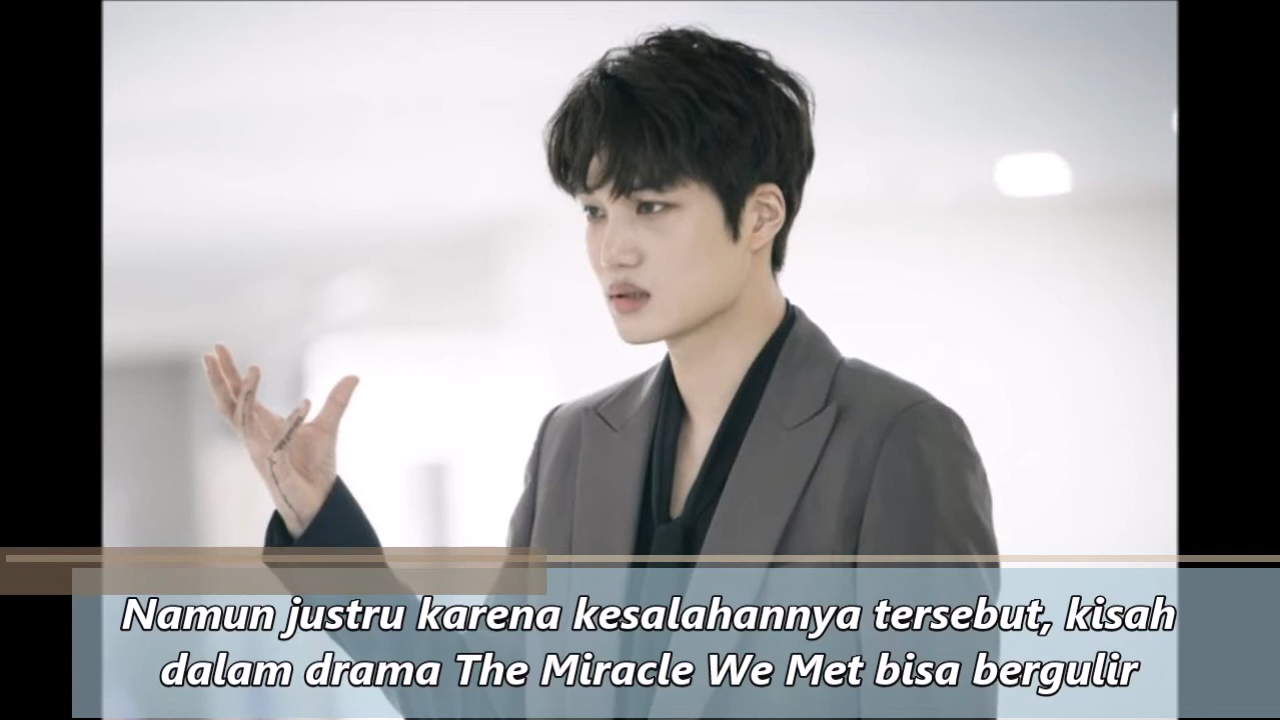 Namun justru karena kesalahannya tersebut, kisah
dalam drama The Miracle We Met bisa bergulir